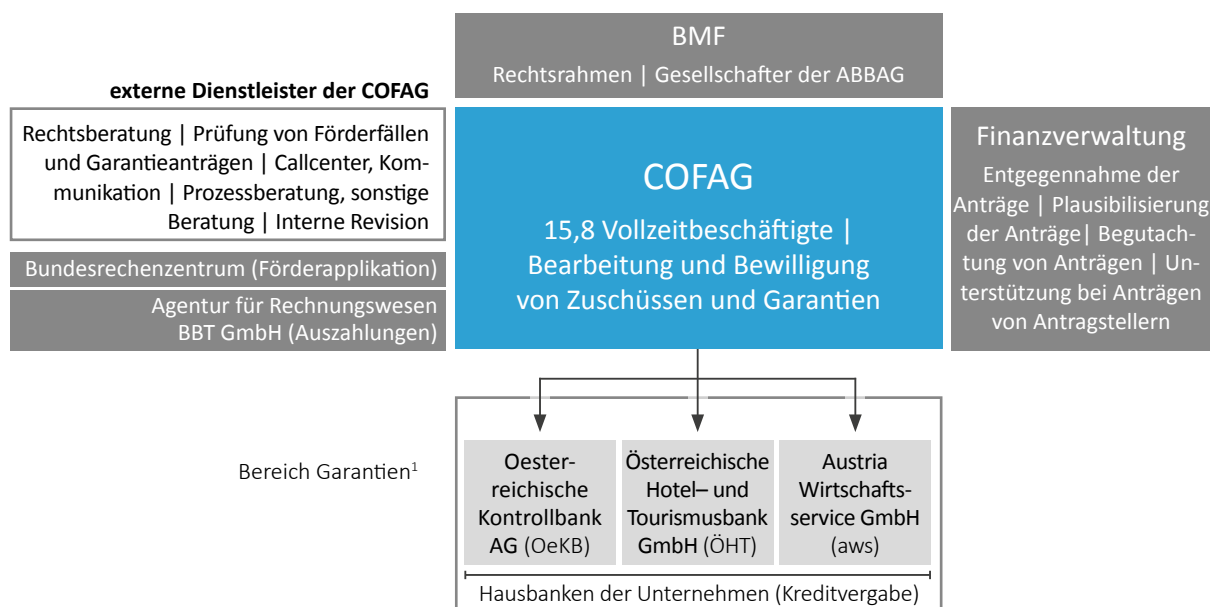 BMF
Rechtsrahmen | Gesellschafter der ABBAG
externe Dienstleister der COFAG
Rechtsberatung | Prüfung von Förderfällen
und Garantieanträgen | Callcenter, Kom-
munikation | Prozessberatung, sonstige
Beratung | Interne Revision
Bundesrechenzentrum (Förderapplikation)
Agentur für Rechnungswesen
BBT GmbH (Auszahlungen)
COFAG
15,8 Vollzeitbeschäftigte |
Bearbeitung und Bewilligung
von Zuschüssen und Garantien
Finanzverwaltung
Entgegennahme der
Anträge | Plausibilisierung
der Anträge| Begutach-
tung von Anträgen | Un-
terstützung bei Anträgen
von Antragstellern
Bereich Garantien¹
Oester-
reichische
Kontrollbank
AG (OeKB)
Österreichische
Hotel– und
Tourismusbank
GmbH (ÖHT)
Austria
Wirtschafts-
service GmbH
(aws)
Hausbanken der Unternehmen (Kreditvergabe)